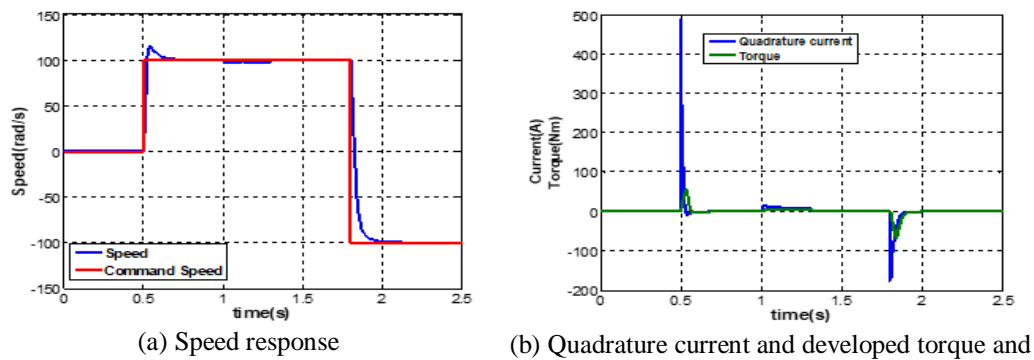 150
100
50
0
-50
-100
-150
Speed(rad/s)
Speed
Command Speed
0 0.5 1 1.5 2 2.5
time(s)
(a) Speed response
500
400
300
200
100
0
-100
-200
Current(A)
Torque(Nm)
Quadrature current
Torque
0 0.5 1 1.5 2 2.5
time(s)
(b) Quadrature current and developed torque and